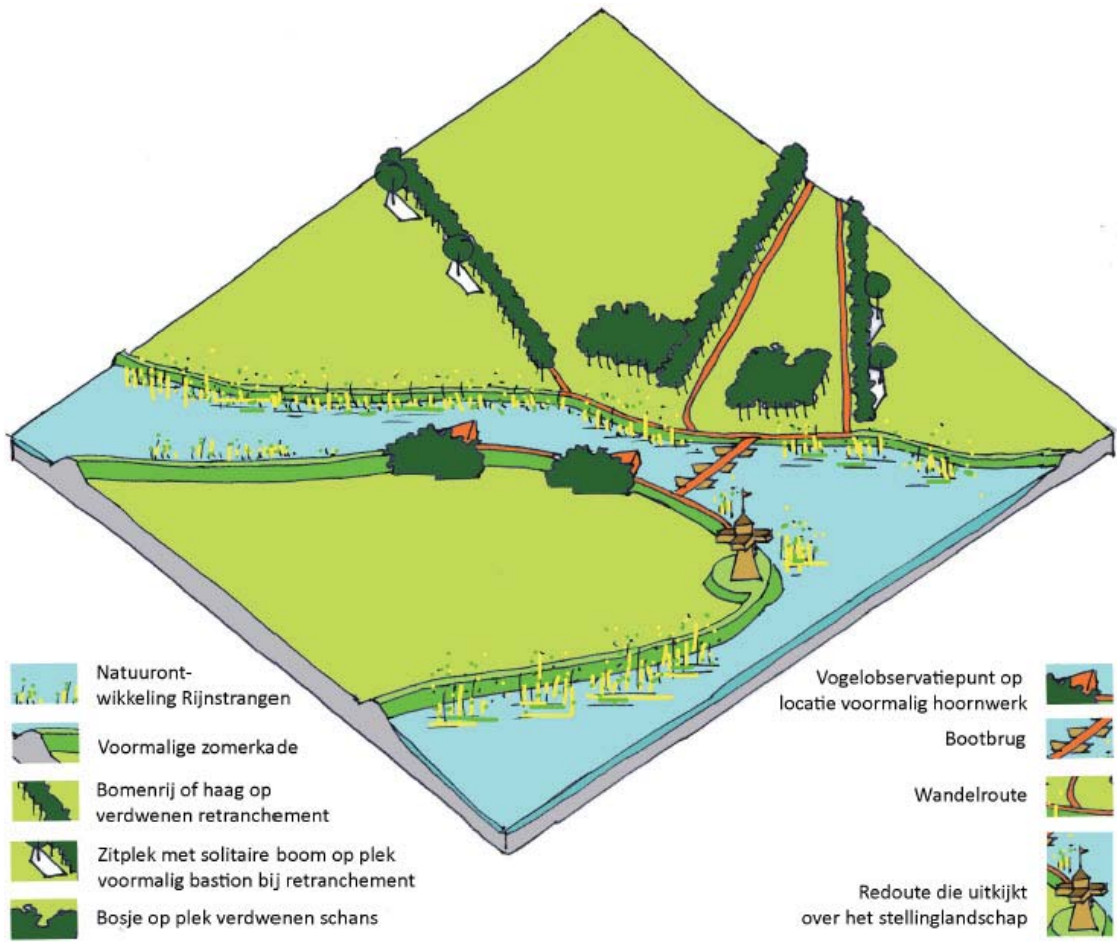 Natuuront-
wikkeling Rijnstrangen
Voormalige zomerkade
Bomenrij of haag op
verdwenen retranchement
Zitplek met solitaire boom op plek
voormalig bastion bij retranchement
Bosje op plek verdwenen schans
Vogelobservatiepunt op
locatie voormalig hoornwerk
Bootbrug
Wandelroute
Redoute die uitkijkt
over het stellinglandschap